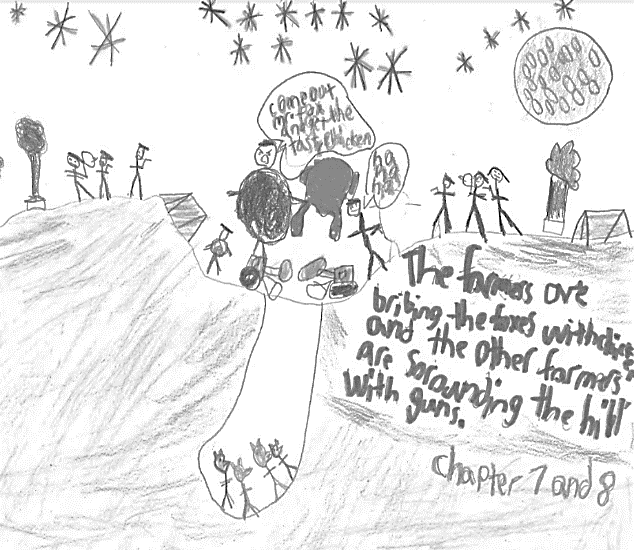 come out
mr fox
And get the
tasty chicken
ha
ha
ha
The farmers are
bribing the foxes with chicken
and the other farmers
are sorounding the hill
with guns.
chapter 7 and 8